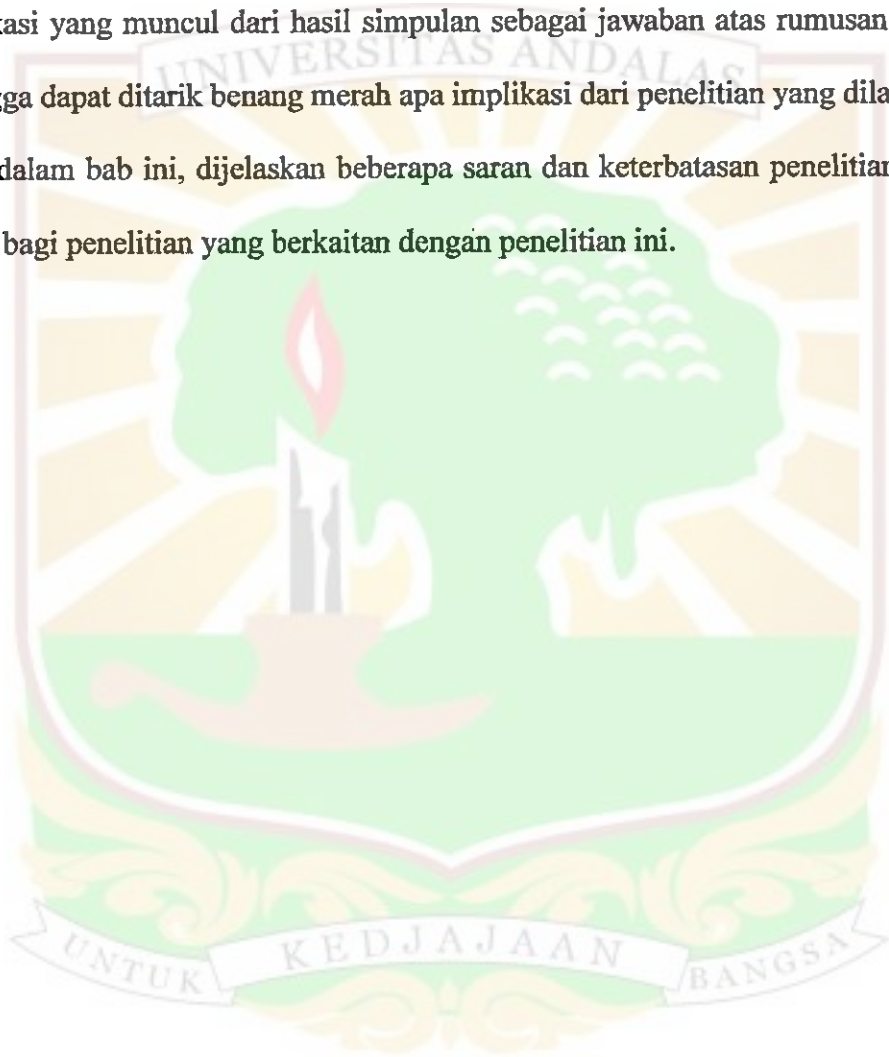 kasi yang muncul dari hasil simpulan sebagai jawaban atas rumusan
gga dapat ditarik benang merah apa implikasi dari penelitian yang dila
dalam bab ini, dijelaskan beberapa saran dan keterbatasan penelitian
bagi penelitian yang berkaitan dengan penelitian ini.
UNIVERSITAS ANDALAS
UNTUK KEDJAJAAN BANGSA